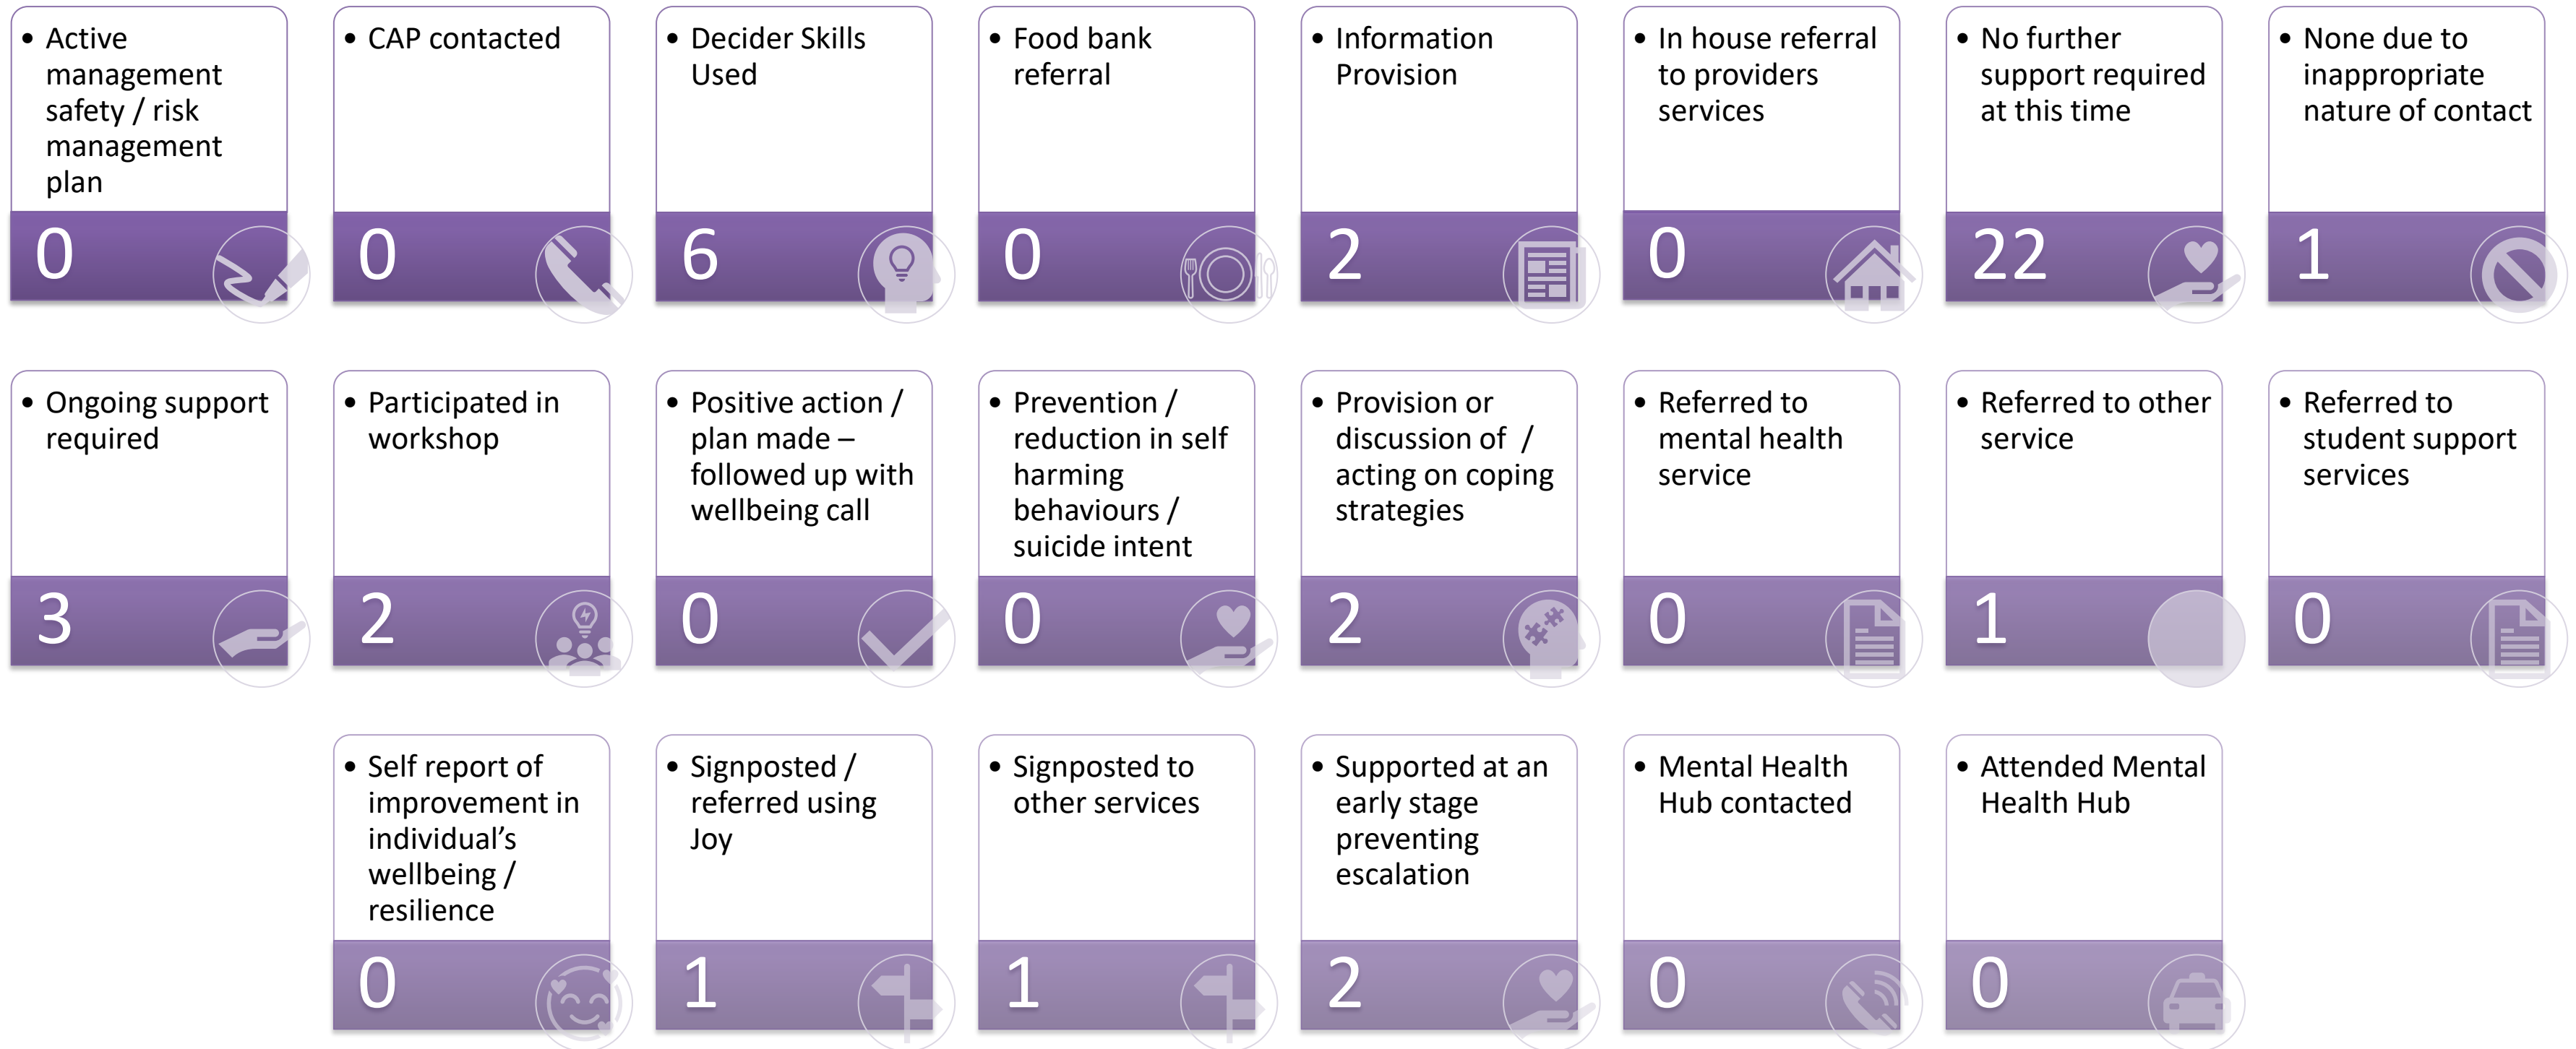 • Active
management
safety / risk
management
plan
0
• CAP contacted
0
• Decider Skills
Used
6
• Food bank
referral
0
• Information
Provision
2
• In house referral
to providers
services
0
• No further
support required
at this time
22
• None due to
inappropriate
nature of contact
1
• Ongoing support
required
3
• Participated in
workshop
2
• Positive action /
plan made –
followed up with
wellbeing call
0
• Prevention /
reduction in self
harming
behaviours /
suicide intent
0
• Provision or
discussion of /
acting on coping
strategies
2
• Referred to
mental health
service
0
• Referred to other
service
1
• Referred to
student support
services
0
• Self report of
improvement in
individual’s
wellbeing /
resilience
0
• Signposted /
referred using
Joy
1
• Signposted to
other services
1
• Supported at an
early stage
preventing
escalation
2
• Mental Health
Hub contacted
0
• Attended Mental
Health Hub
0